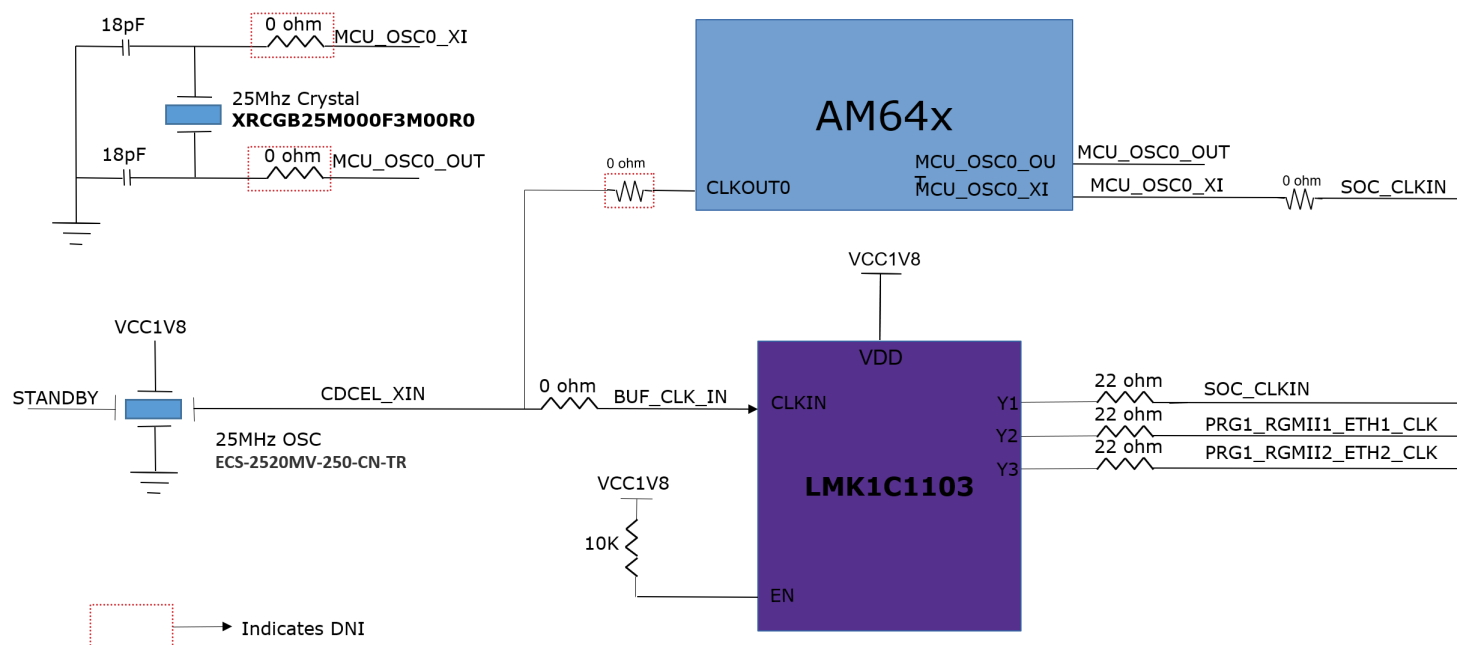 18pF
0 ohm
MCU_OSC0_XI
25Mhz Crystal
XRCGB25M000F3M00R0
18pF
0 ohm
MCU_OSC0_OUT
AM64x
0 ohm
CLKOUT0
MCU_OSC0_OU
T
MCU_OSC0_XI
MCU_OSC0_OUT
MCU_OSC0_XI
0 ohm
SOC_CLKIN
VCC1V8
STANDBY
CDCEL_XIN
25MHz OSC
ECS-2520MV-250-CN-TR
0 ohm
BUF_CLK_IN
VCC1V8
VDD
CLKIN
Y1
Y2
Y3
LMK1C1103
EN
VCC1V8
10K
22 ohm
SOC_CLKIN
22 ohm
PRG1_RGMII1_ETH1_CLK
22 ohm
PRG1_RGMII2_ETH2_CLK
Indicates DNI